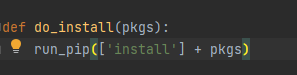 def do_install(pkgs):
    run_pip(['install'] + pkgs)